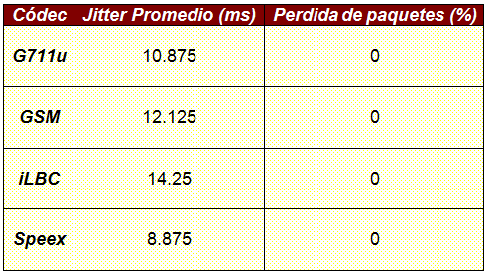 Códec Jitter Promedio (ms) Perdida de paquetes (%)
G711u 10.875 0
GSM 12.125 0
iLBC 14.25 0
Speex 8.875 0